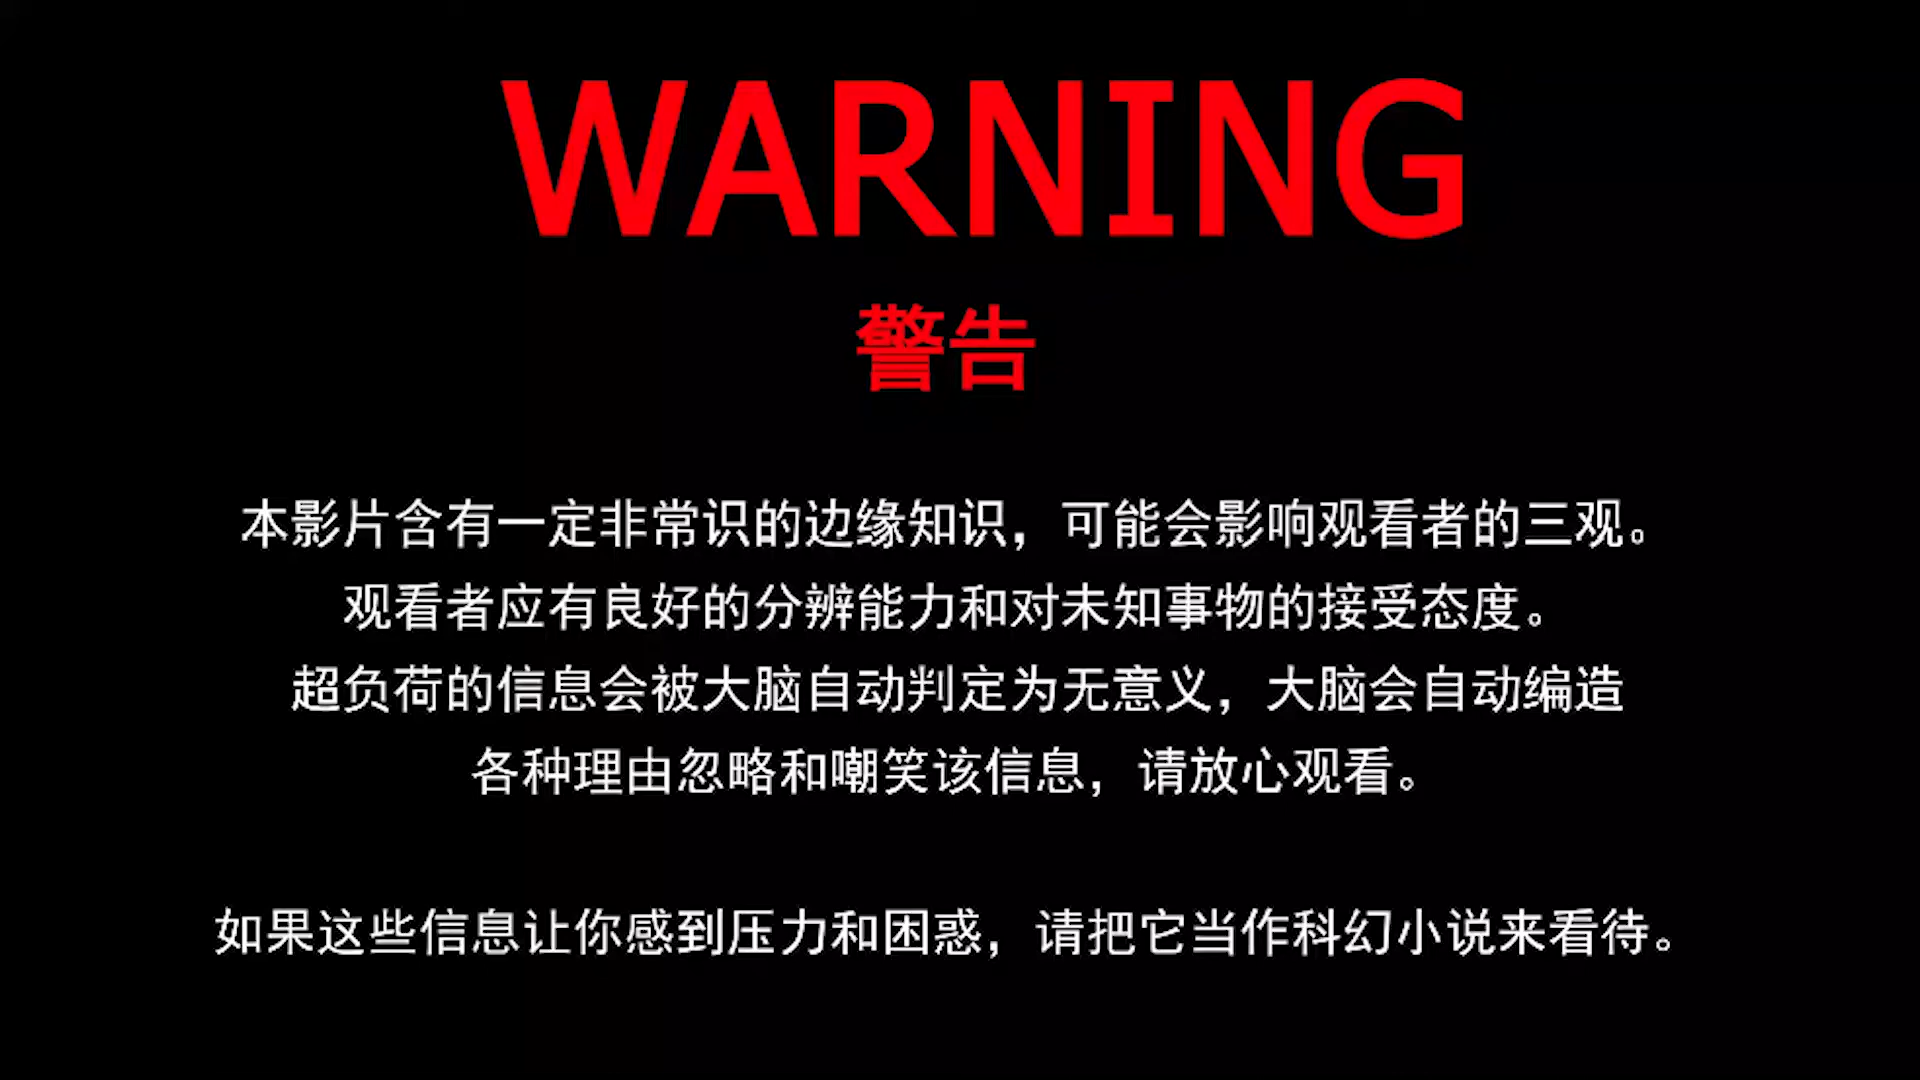 WARNING
警告
本影片含有一定非常识的边缘知识，可能会影响观看者的三观。
观看者应有良好的分辨能力和对未知事物的接受态度。
超负荷的信息会被大脑自动判定为无意义，大脑会自动编造
各种理由忽略和嘲笑该信息，请放心观看。
如果这些信息让你感到压力和困惑，请把它当作科幻小说来看待。